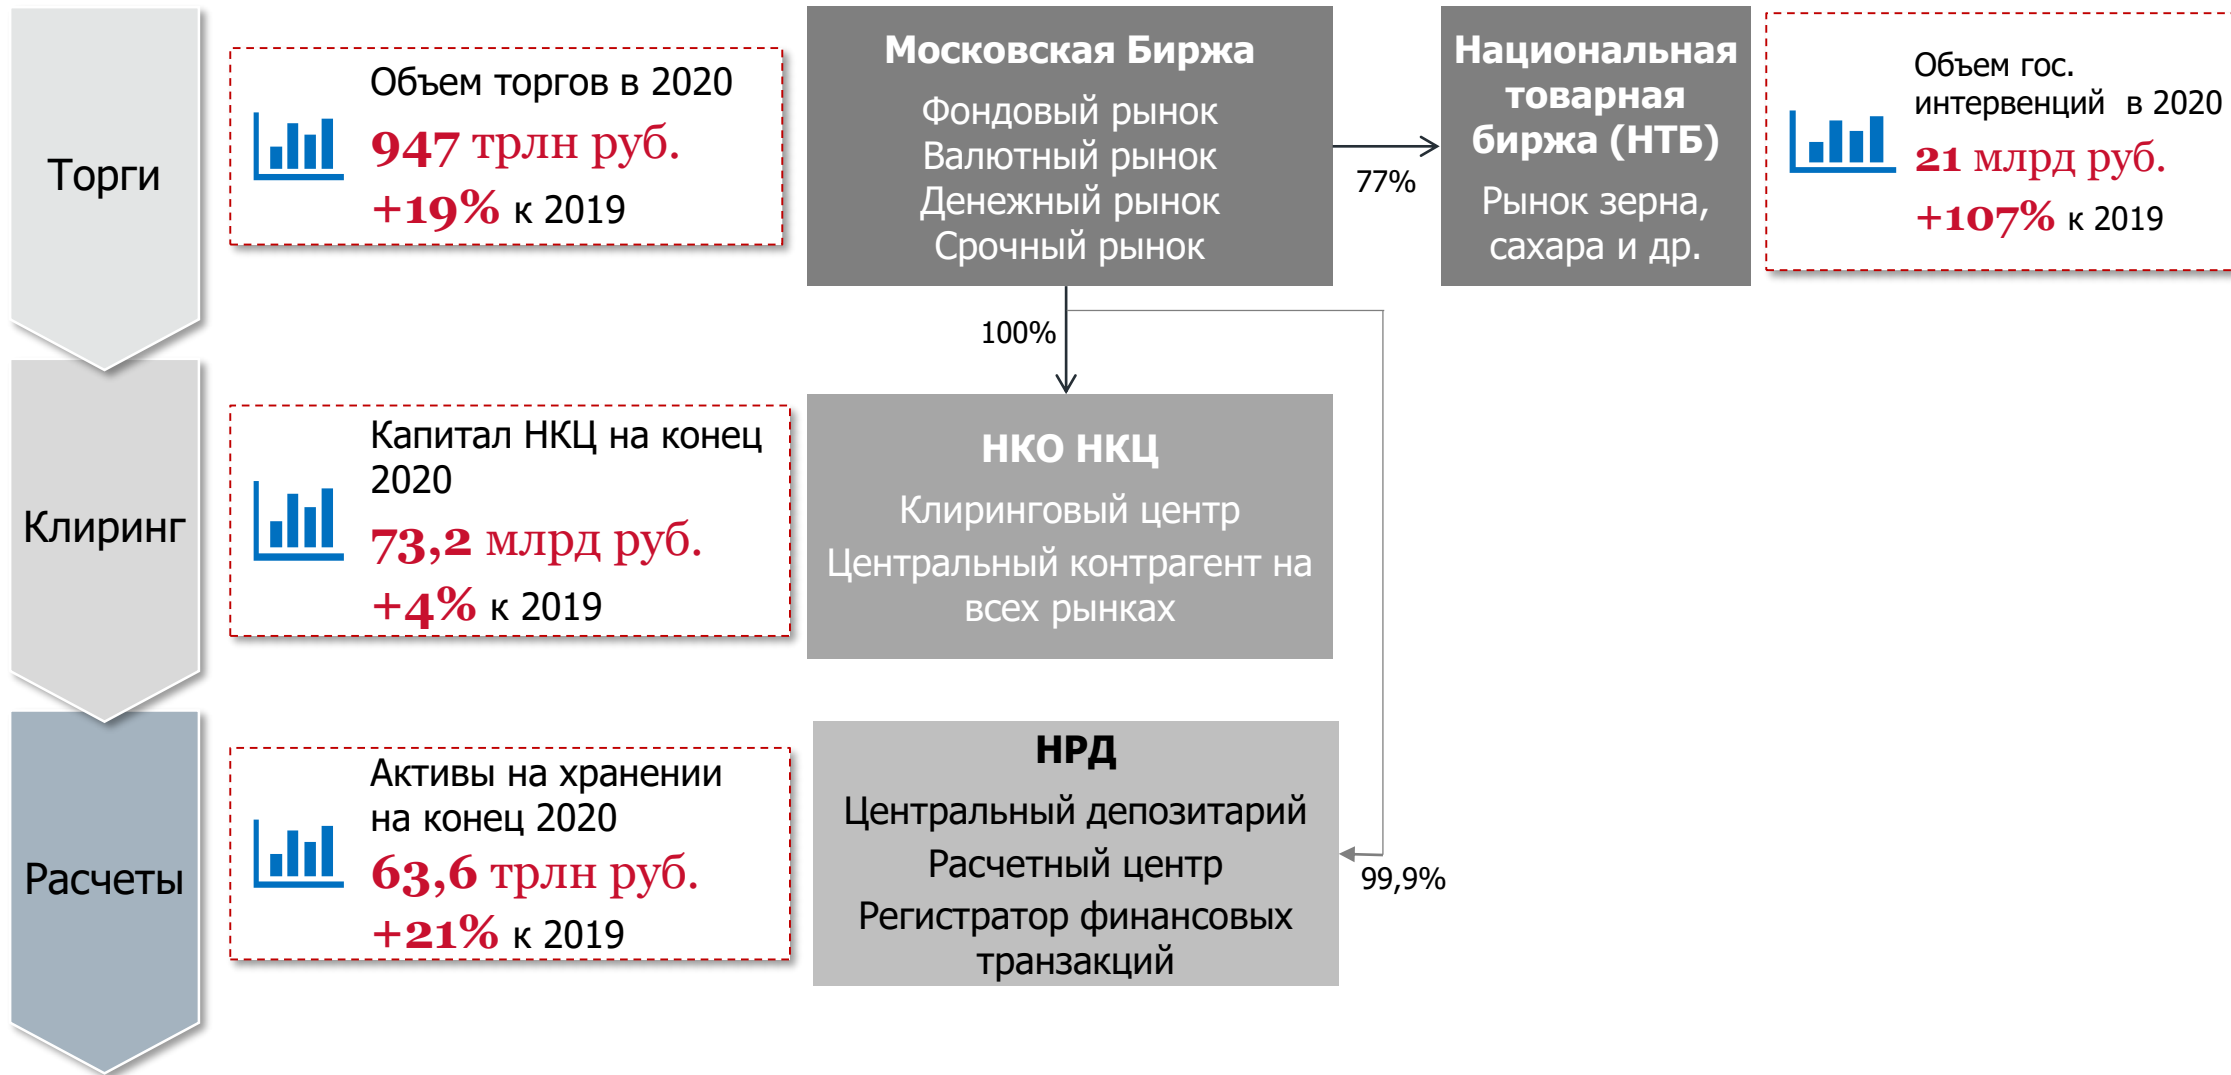 Торги
Объем торгов в 2020
947 трлн руб.
+19% к 2019
Московская Биржа
Фондовый рынок
Валютный рынок
Денежный рынок
Срочный рынок
77%
Национальная
товарная
биржа (НТБ)
Рынок зерна,
сахара и др.
Объем гос.
интервенций в 2020
21 млрд руб.
+107% к 2019
100%
Клиринг
Капитал НКЦ на конец
2020
73,2 млрд руб.
+4% к 2019
НКО НКЦ
Клиринговый центр
Центральный контрагент на
всех рынках
Расчеты
Активы на хранении
на конец 2020
63,6 трлн руб.
+21% к 2019
НРД
Центральный депозитарий
Расчетный центр
Регистратор финансовых
транзакций
99,9%